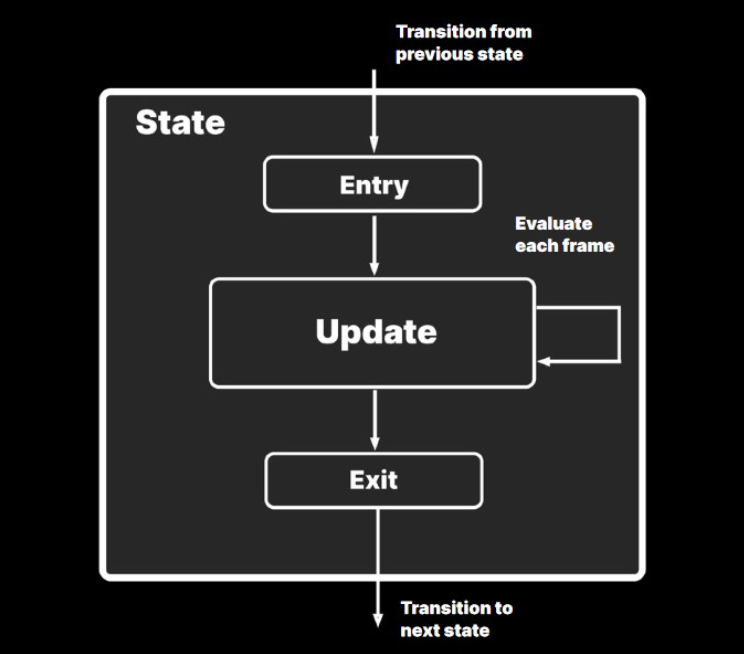 Transition from
previous state
State
Entry
Evaluate
each frame
Update
Exit
Transition to
next state